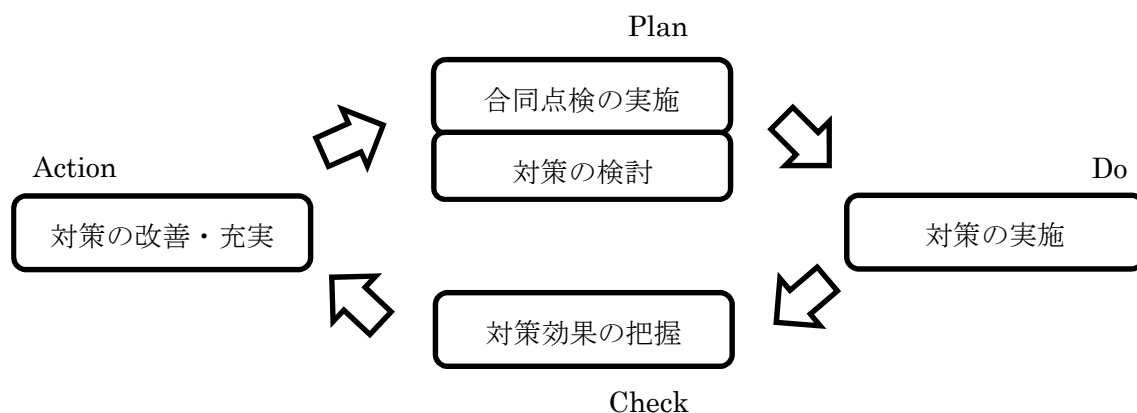 Plan
合同点検の実施
対策の検討
Action
Do
対策の改善・充実
対策の実施
対策効果の把握
Check